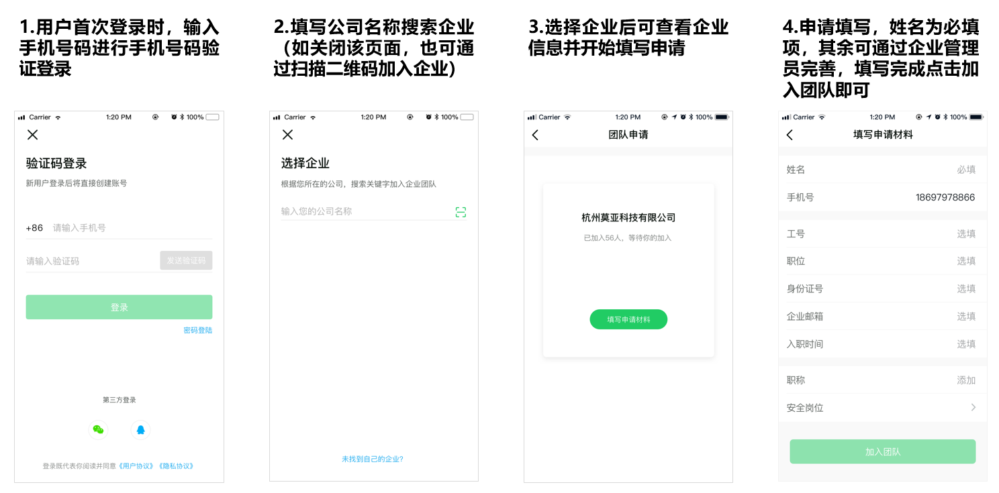 1.用户首次登录时，输入
手机号码进行手机号码验
证登录
2.填写公司名称搜索企业
（如关闭该页面，也可通
过扫描二维码加入企业）
3.选择企业后可查看企业
信息并开始填写申请
4.申请填写，姓名为必填
项，其余可通过企业管理
员完善，填写完成点击加
入团队即可
Carrier 1:20 PM 100%
验证码登录
新用户登录后将直接创建账号
+86 请输入手机号
请输入验证码 发送验证码
登录
密码登陆
第三方登录
登录既代表你阅读并同意《用户协议》《隐私协议》
Carrier 1:20 PM 100%
选择企业
根据您所在的公司，搜索关键字加入企业团队
输入您的公司名称
未找到自己的企业?
Carrier 1:20 PM 100%
团队申请
杭州莫亚科技有限公司
已加入56人，等待你的加入
填写申请材料
Carrier 1:20 PM 100%
填写申请材料
姓名 必填
手机号 18697978866
工号 选填
职位 选填
身份证号 选填
企业邮箱 选填
入职时间 选填
职称 添加
安全岗位
加入团队